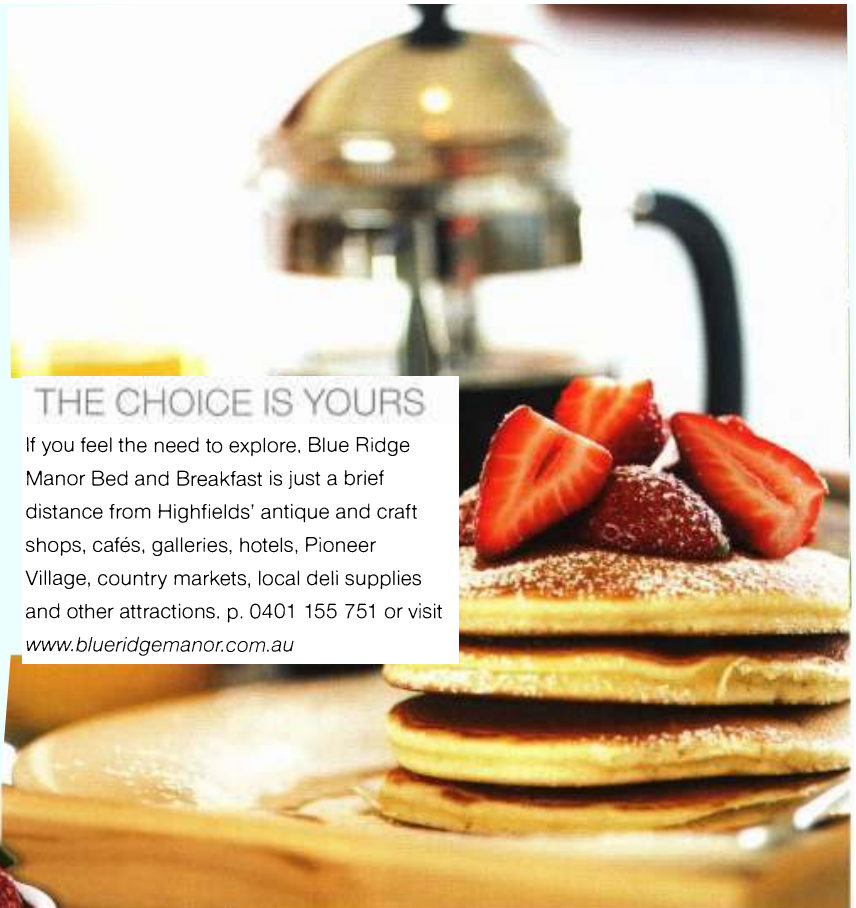 THE CHOICE IS YOURS
If you feel the need to explore, Blue Ridge
Manor Bed and Breakfast is just a brief
distance from Highfields’ antique and craft
shops, cafés, galleries, hotels, Pioneer
Village, country markets, local deli supplies
and other attractions. p. 0401 155 751 or visit
www.blueridgemanor.com.au